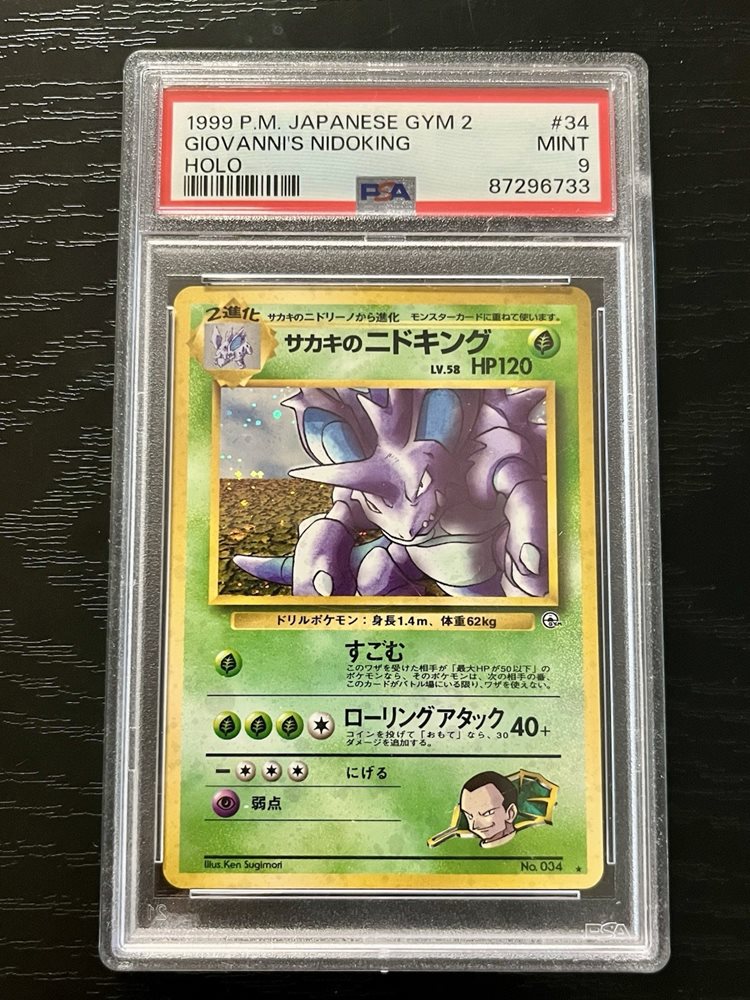 1999 P.M. JAPANESE GYM 2 #34
GIOVANNI'S NIDOKING MINT
HOLO 9
PSA 87296733
2進化 サカキのニドリーノから進化 モンスターカードに重ねて使います。
サカキのニドキング
LV.58 HP120
ドリルポケモン:身長1.4m、体重62kg
GYM
すごむ
このワザを受けた相手が「最大HPが50以下」の
ポケモンなら、そのポケモンは、次の相手の番、
このカードがバトル場にいる限り、ワザを使えない。
ローリングアタック 40+
コインを投げて「おもて」なら、30
ダメージを追加する。
にげる
弱点
Illus. Ken Sugimori No. 034
PSA